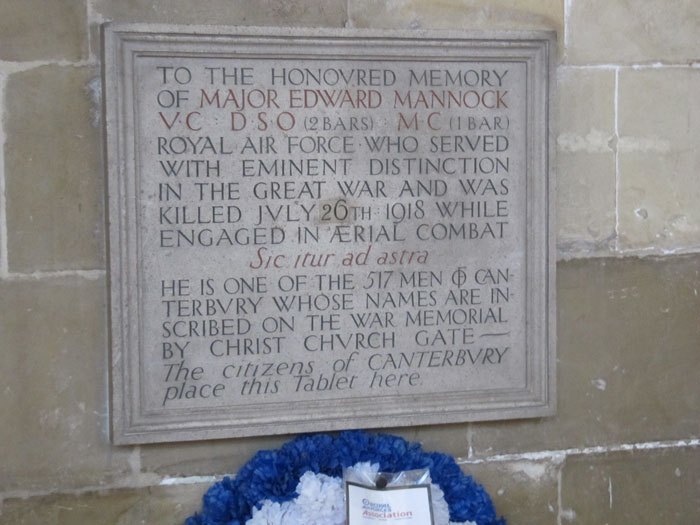 TO THE HONOVRED MEMORY
OF MAJOR EDWARD MANNOCK
V·C D·S·O (2 BARS) · M·C (1 BAR)
ROYAL AIR FORCE · WHO SERVED
WITH EMINENT DISTINCTION
IN THE GREAT WAR AND WAS
KILLED JVLY 26TH · 1918 WHILE
ENGAGED IN ÆRIAL COMBAT
Sic itur ad astra
HE IS ONE OF THE 517 MEN OF CAN-
TERBVRY WHOSE NAMES ARE IN-
SCRIBED ON THE WAR MEMORIAL
BY CHRIST CHVRCH GATE —
The citizens of CANTERBVRY
place this Tablet here.
Association